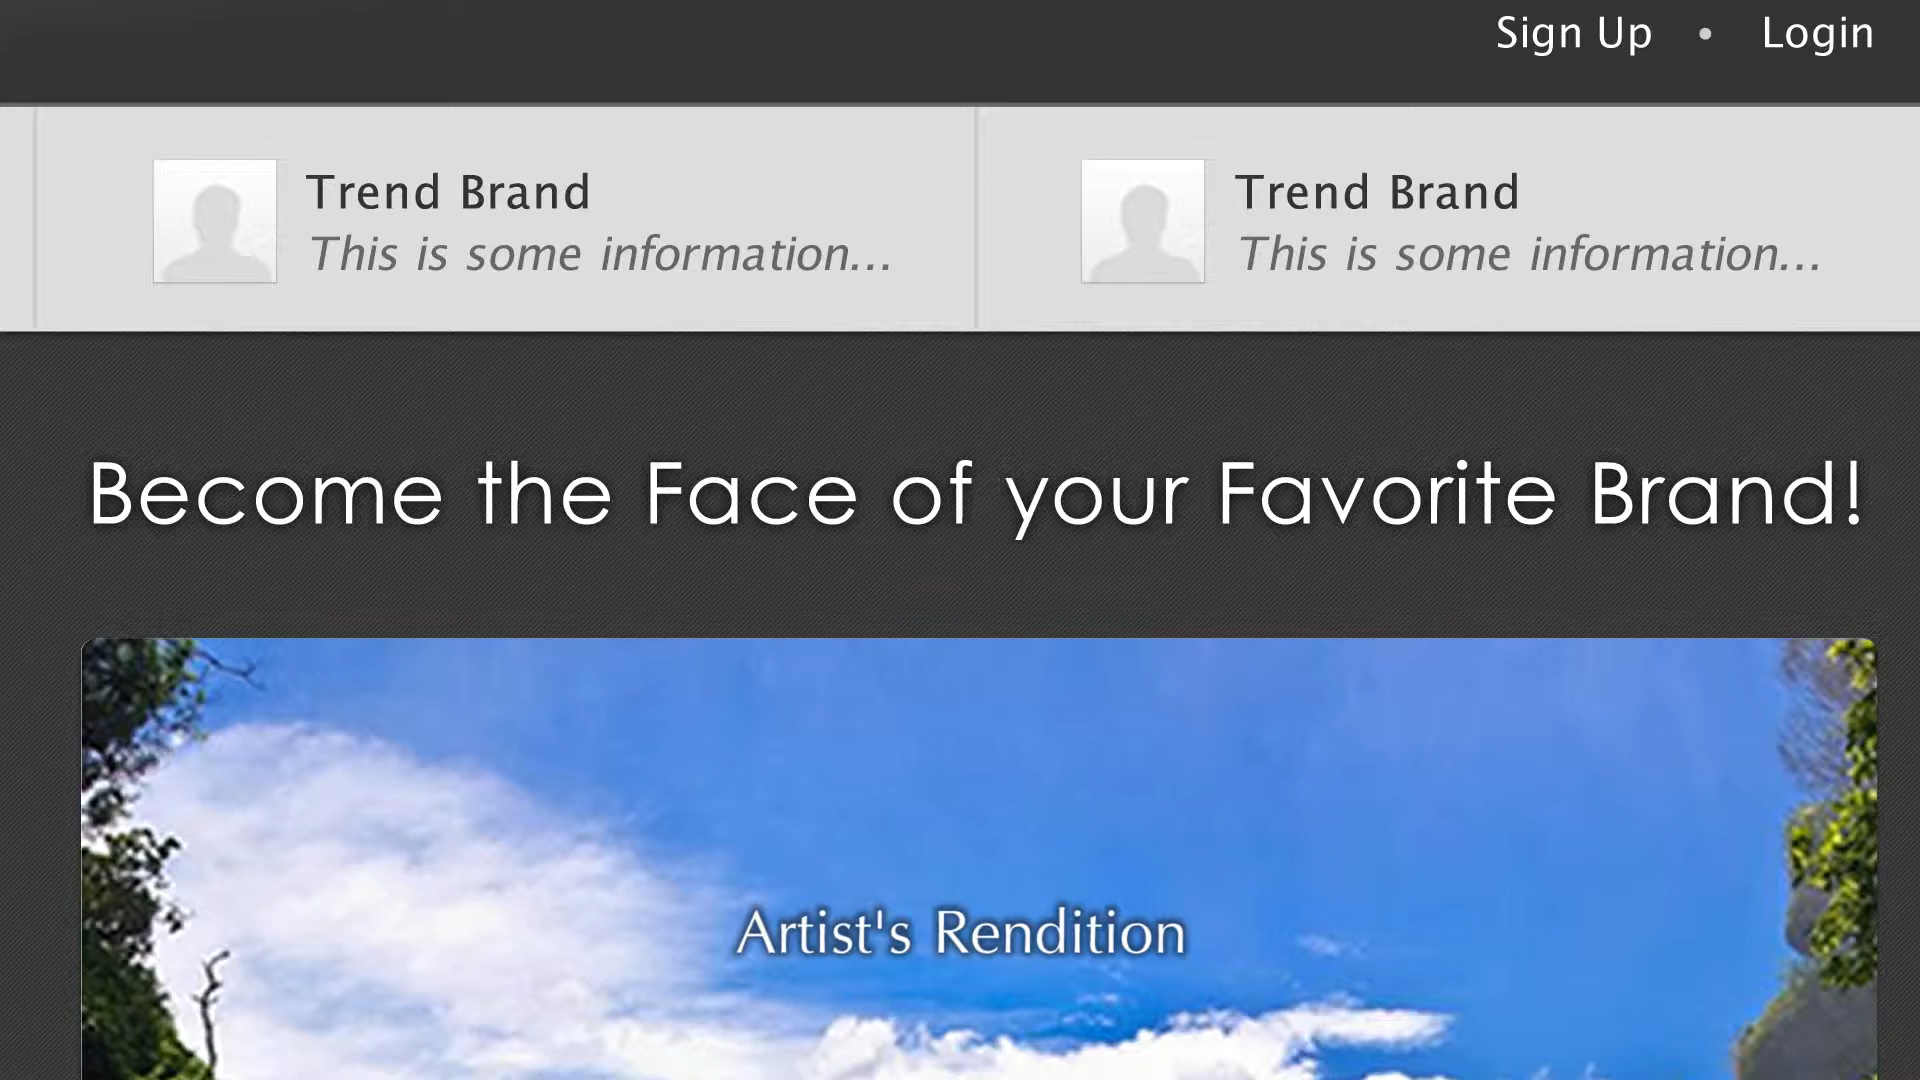 Sign Up • Login
Trend Brand
This is some information...
Trend Brand
This is some information...
Become the Face of your Favorite Brand!
Artist's Rendition